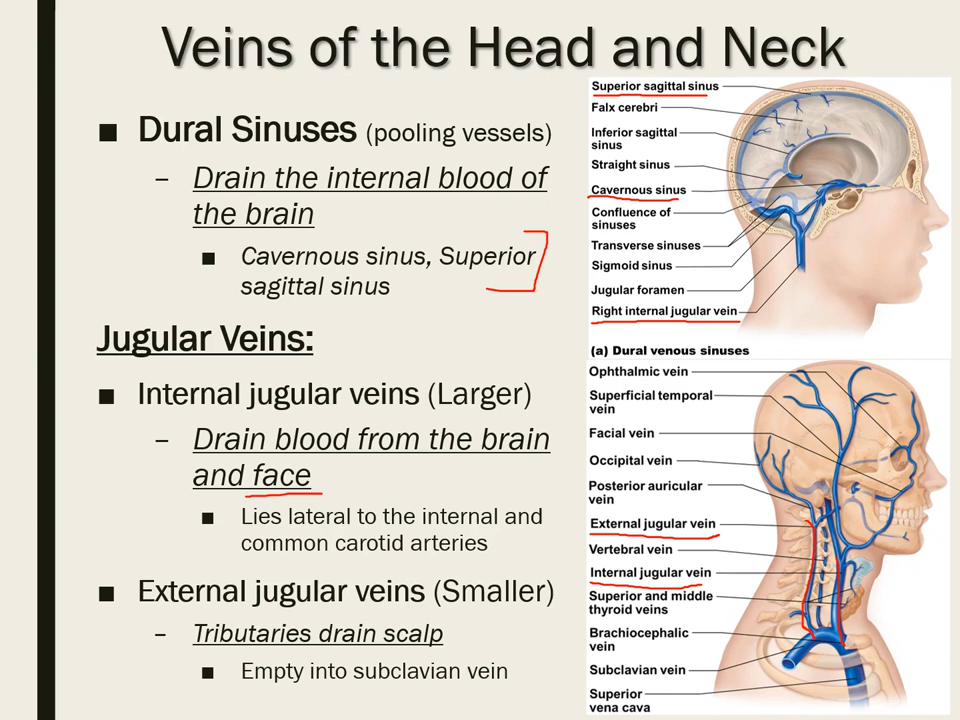 Veins of the Head and Neck
■ Dural Sinuses (pooling vessels)
– Drain the internal blood of
the brain
■ Cavernous sinus, Superior
sagittal sinus
Jugular Veins:
■ Internal jugular veins (Larger)
– Drain blood from the brain
and face
■ Lies lateral to the internal and
common carotid arteries
■ External jugular veins (Smaller)
– Tributaries drain scalp
■ Empty into subclavian vein
Superior sagittal sinus
Falx cerebri
Inferior sagittal
sinus
Straight sinus
Cavernous sinus
Confluence of
sinuses
Transverse sinuses
Sigmoid sinus
Jugular foramen
Right internal jugular vein
(a) Dural venous sinuses
Ophthalmic vein
Superficial temporal
vein
Facial vein
Occipital vein
Posterior auricular
vein
External jugular vein
Vertebral vein
Internal jugular vein
Superior and middle
thyroid veins
Brachiocephalic
vein
Subclavian vein
Superior
vena cava